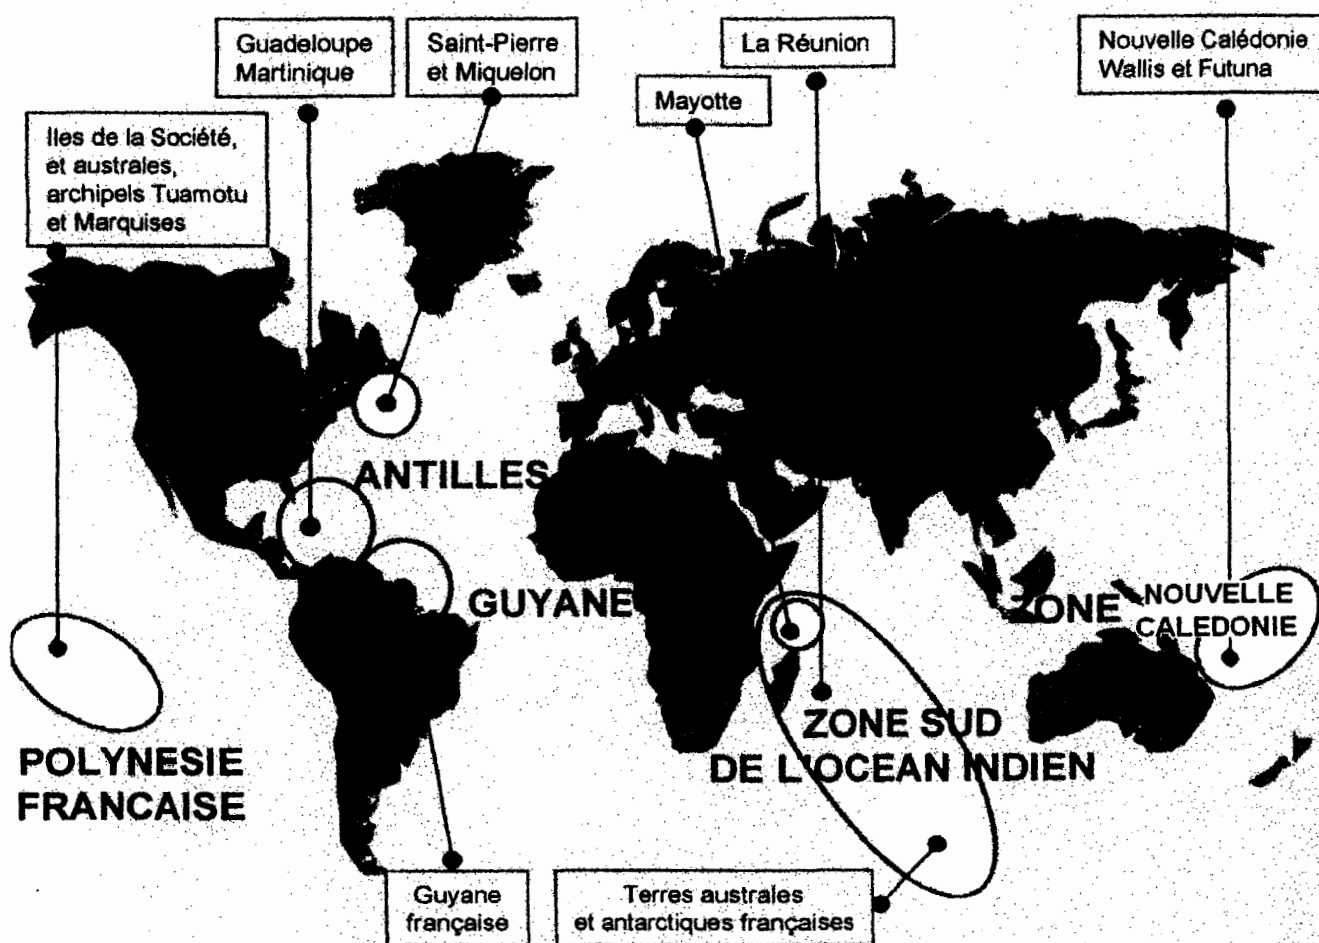 Guadeloupe
Martinique
Saint-Pierre
et Miquelon
La Réunion
Nouvelle Calédonie
Wallis et Futuna
Mayotte
Iles de la Société,
et australes,
archipels Tuamotu
et Marquises
ANTILLES
GUYANE
ZONE NOUVELLE
CALEDONIE
POLYNESIE
FRANCAISE
ZONE SUD
DE L'OCEAN INDIEN
Guyane
française
Terres australes
et antarctiques françaises